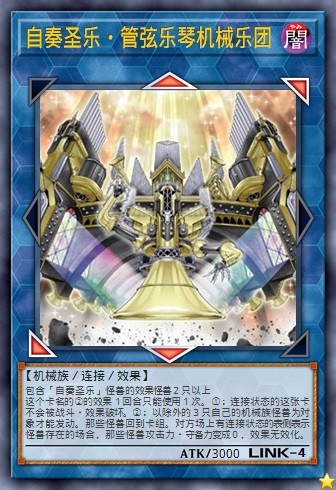 自奏圣乐・管弦乐琴机械乐团
闇
【机械族／连接／效果】
包含「自奏圣乐」怪兽的效果怪兽２只以上
这个卡名的②的效果１回合只能使用１次。①：连接状态的这张卡
不会被战斗・效果破坏。②：以除外的３只自己的机械族怪兽为对
象才能发动。那些怪兽回到卡组。对方场上有连接状态的表侧表示
怪兽存在的场合，那些怪兽攻击力・守备力变成０，效果无效化。
ATK/3000 LINK-4